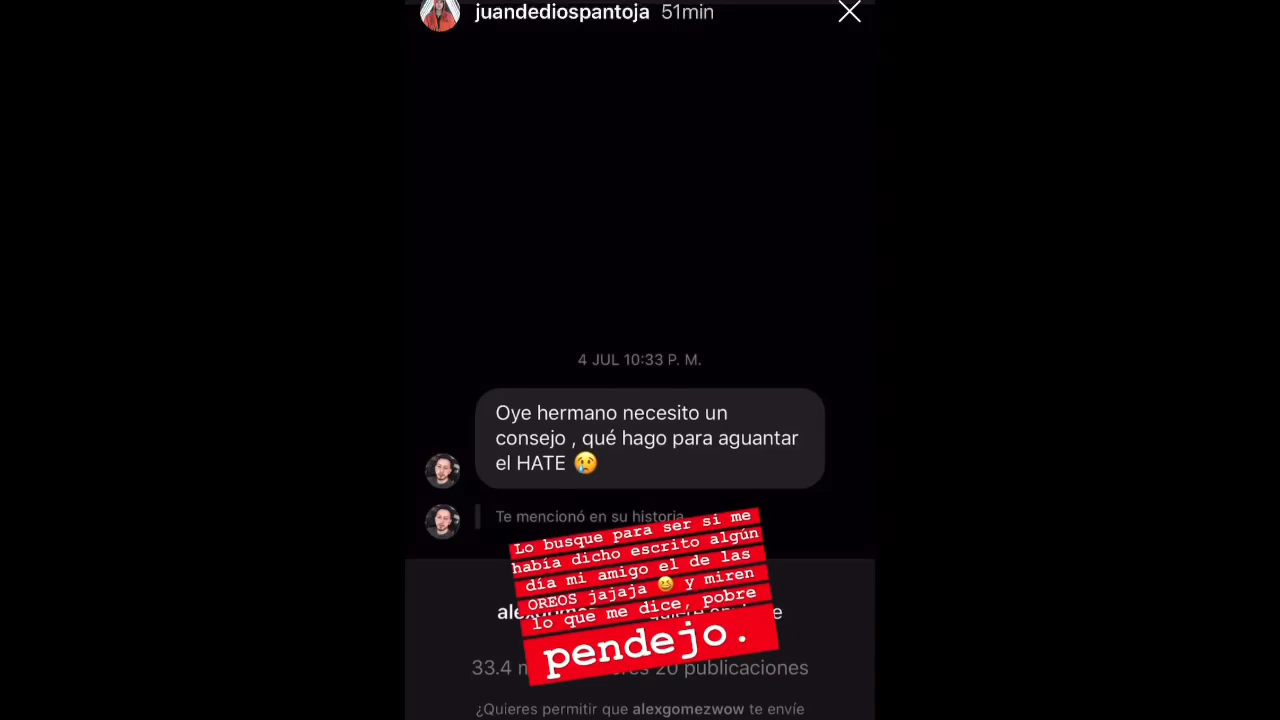 juandediospantoja 51min
4 JUL 10:33 P. M.
Oye hermano necesito un
consejo , qué hago para aguantar
el HATE 😢
Te mencionó en su historia
Lo busque para ser si me
había dicho escrito algún
día mi amigo el de las
OREOS jajaja 😆 y miren
lo que me dice, pobre
pendejo.
33.4 20 publicaciones
¿Quieres permitir que alexgomezwow te envíe